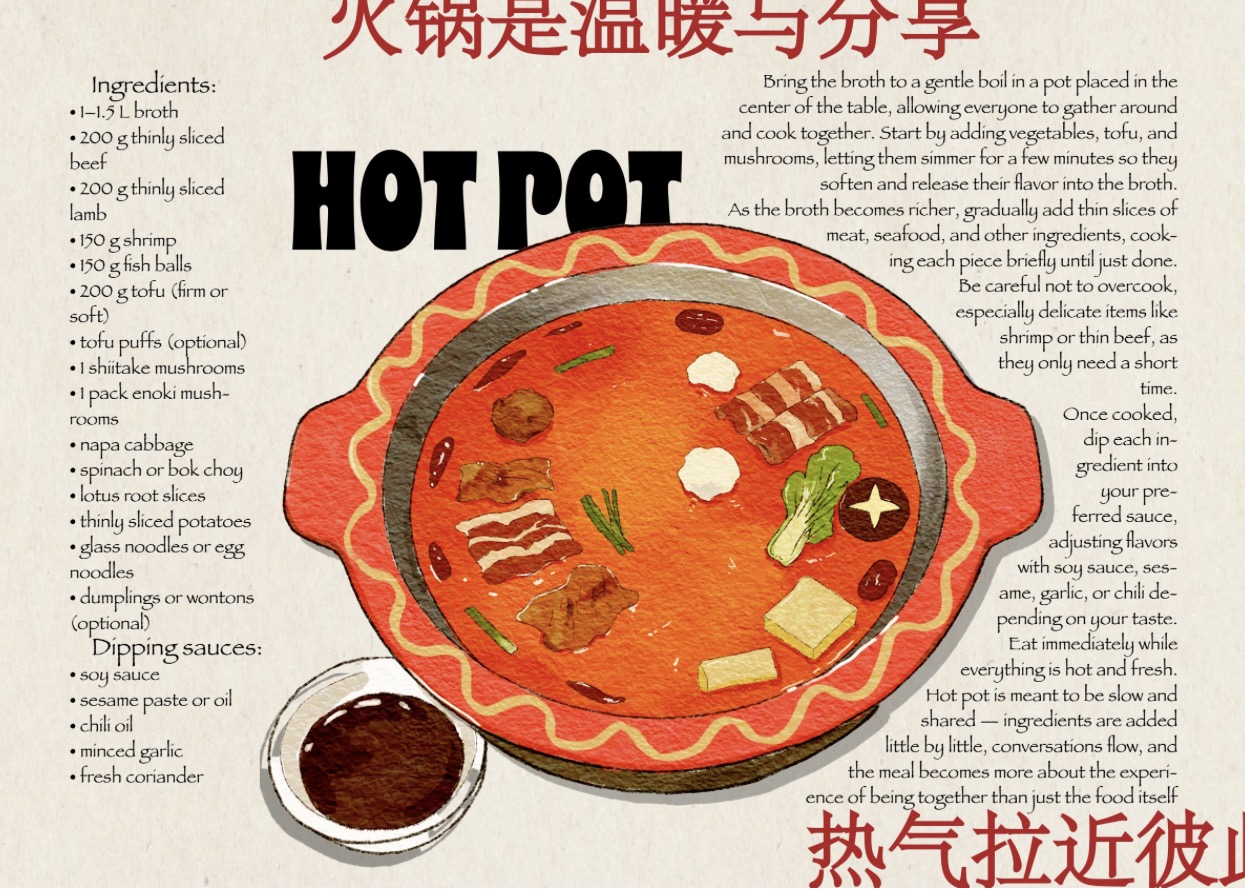 火锅是温暖与分享
Ingredients:
• 1–1.5 L broth
• 200 g thinly sliced
beef
• 200 g thinly sliced
lamb
• 150 g shrimp
• 150 g fish balls
• 200 g tofu (firm or
soft)
• tofu puffs (optional)
• 1 shiitake mushrooms
• 1 pack enoki mush-
rooms
• napa cabbage
• spinach or bok choy
• lotus root slices
• thinly sliced potatoes
• glass noodles or egg
noodles
• dumplings or wontons
(optional)
Dipping sauces:
• soy sauce
• sesame paste or oil
• chili oil
• minced garlic
• fresh coriander
HOT POT
Bring the broth to a gentle boil in a pot placed in the
center of the table, allowing everyone to gather around
and cook together. Start by adding vegetables, tofu, and
mushrooms, letting them simmer for a few minutes so they
soften and release their flavor into the broth.
As the broth becomes richer, gradually add thin slices of
meat, seafood, and other ingredients, cook-
ing each piece briefly until just done.
Be careful not to overcook,
especially delicate items like
shrimp or thin beef, as
they only need a short
time.
Once cooked,
dip each in-
gredient into
your pre-
ferred sauce,
adjusting flavors
with soy sauce, ses-
ame, garlic, or chili de-
pending on your taste.
Eat immediately while
everything is hot and fresh.
Hot pot is meant to be slow and
shared — ingredients are added
little by little, conversations flow, and
the meal becomes more about the experi-
ence of being together than just the food itself
热气拉近彼此